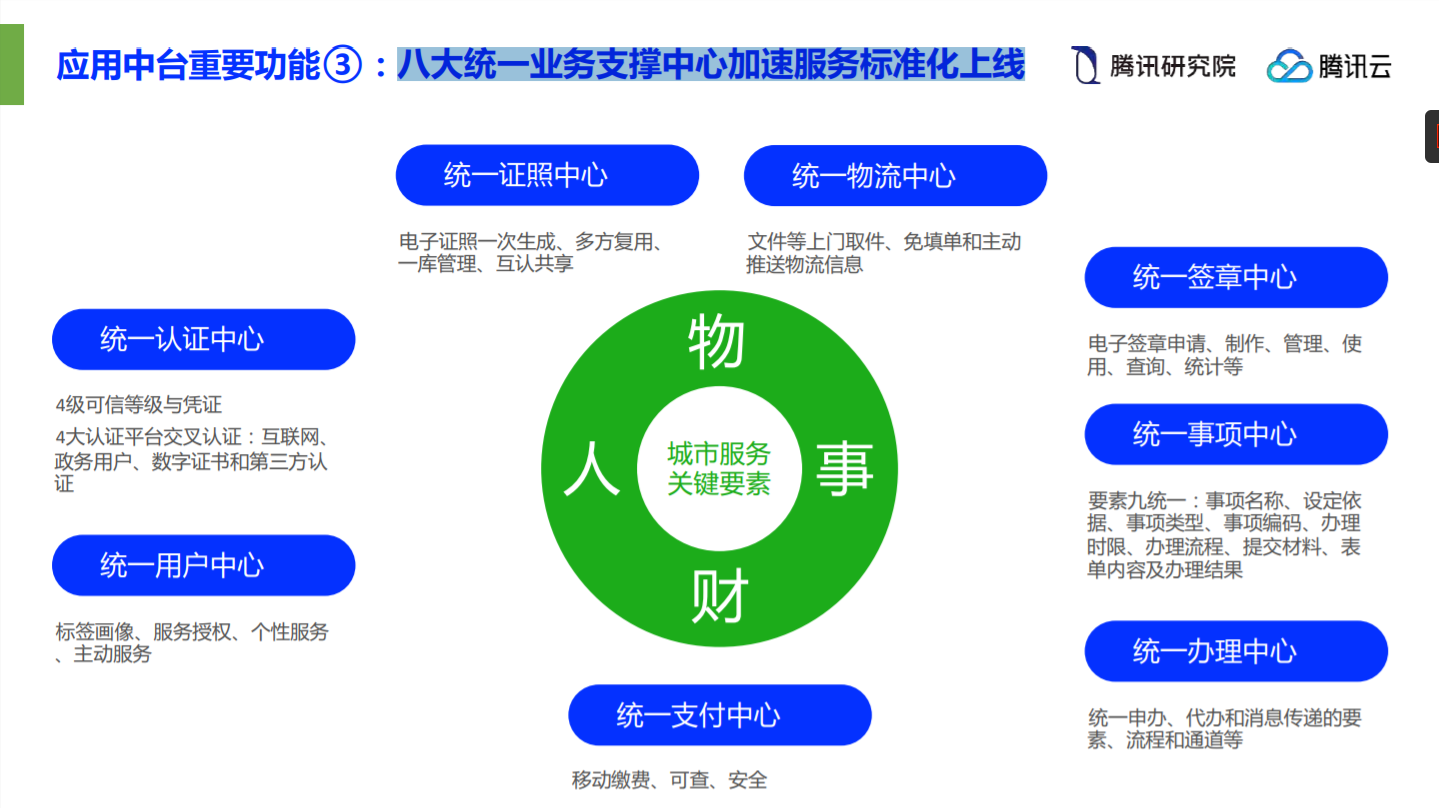 应用中台重要功能③：八大统一业务支撑中心加速服务标准化上线
腾讯研究院
腾讯云
统一证照中心
电子证照一次生成、多方复用、
一库管理、互认共享
统一物流中心
文件等上门取件、免填单和主动
推送物流信息
统一认证中心
4级可信等级与凭证
4大认证平台交叉认证：互联网、
政务用户、数字证书和第三方认
证
统一用户中心
标签画像、服务授权、个性服务
、主动服务
物
人
城市服务
关键要素
事
财
统一签章中心
电子签章申请、制作、管理、使
用、查询、统计等
统一事项中心
要素九统一：事项名称、设定依
据、事项类型、事项编码、办理
时限、办理流程、提交材料、表
单内容及办理结果
统一办理中心
统一申办、代办和消息传递的要
素、流程和通道等
统一支付中心
移动缴费、可查、安全